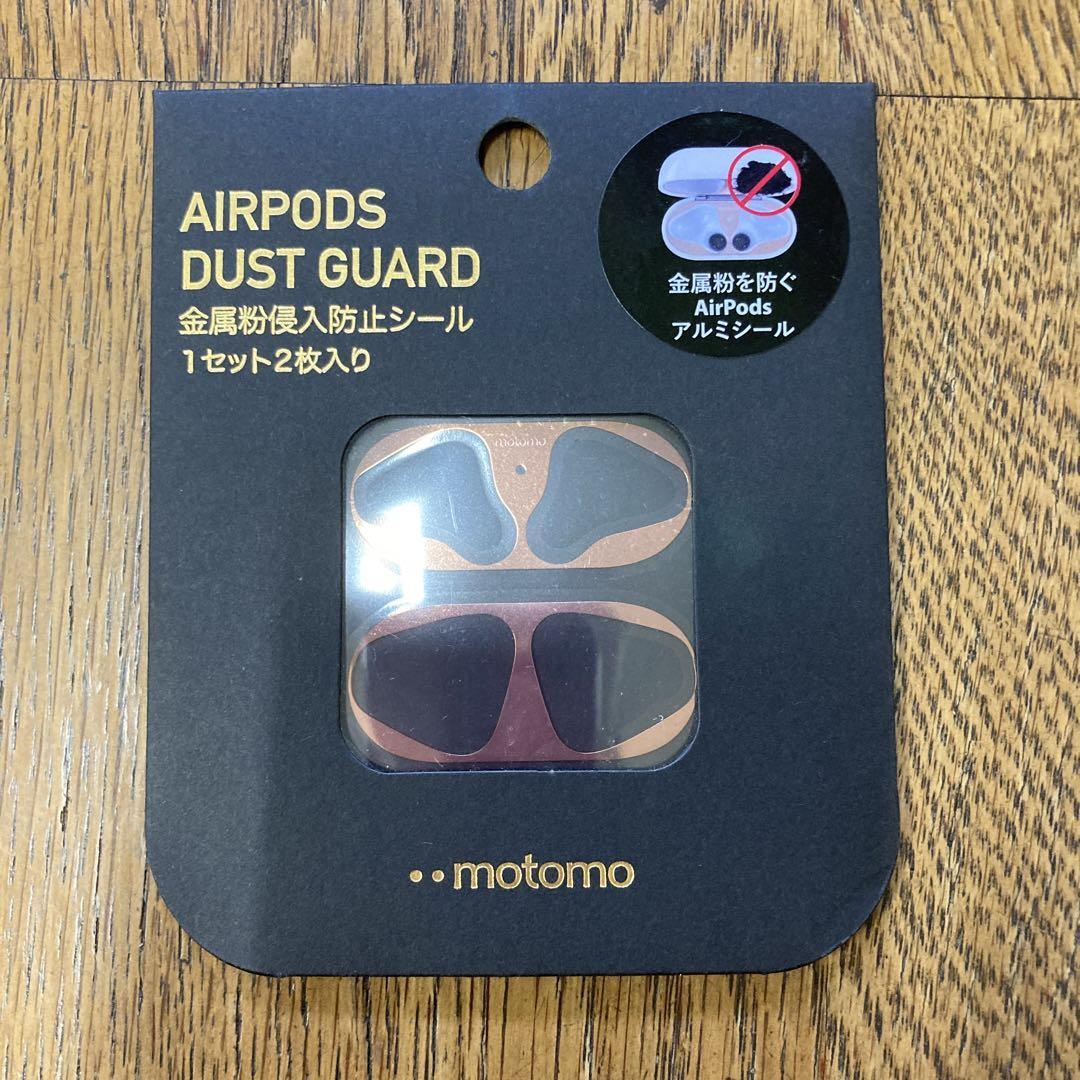 AIRPODS
DUST GUARD
金属粉侵入防止シール
1セット2枚入り
金属粉を防ぐ
AirPods
アルミシール
motomo
motomo